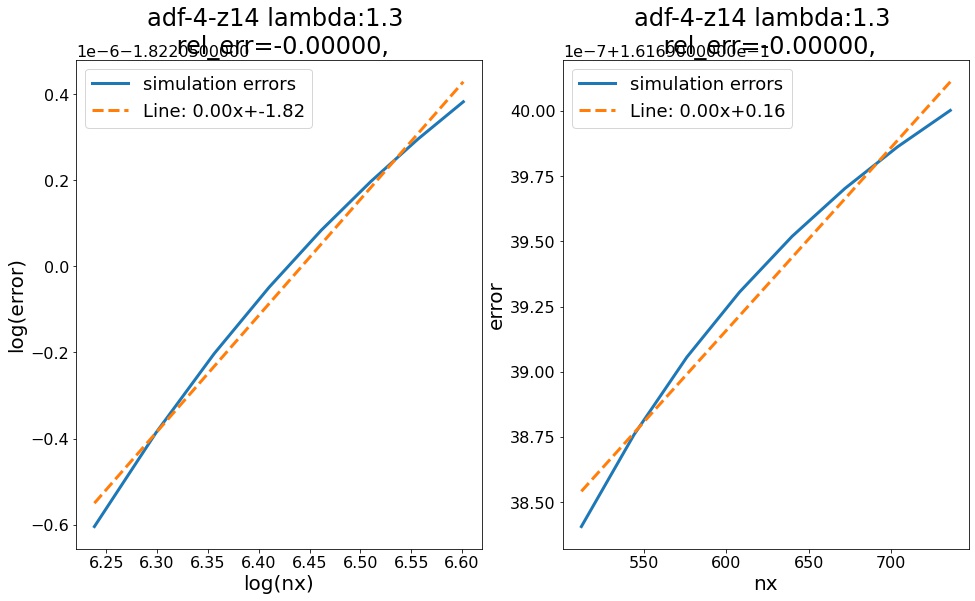 adf-4-z14 lambda:1.3
rel_err=-0.00000,
1e−6−1.8220500000
simulation errors
Line: 0.00x+-1.82
0.4
0.2
0.0
−0.2
−0.4
−0.6
log(error)
6.25 6.30 6.35 6.40 6.45 6.50 6.55 6.60
log(nx)
adf-4-z14 lambda:1.3
rel_err=-0.00000,
1e−7+1.6169000000e−1
simulation errors
Line: 0.00x+0.16
40.00
39.75
39.50
39.25
39.00
38.75
38.50
error
550 600 650 700
nx